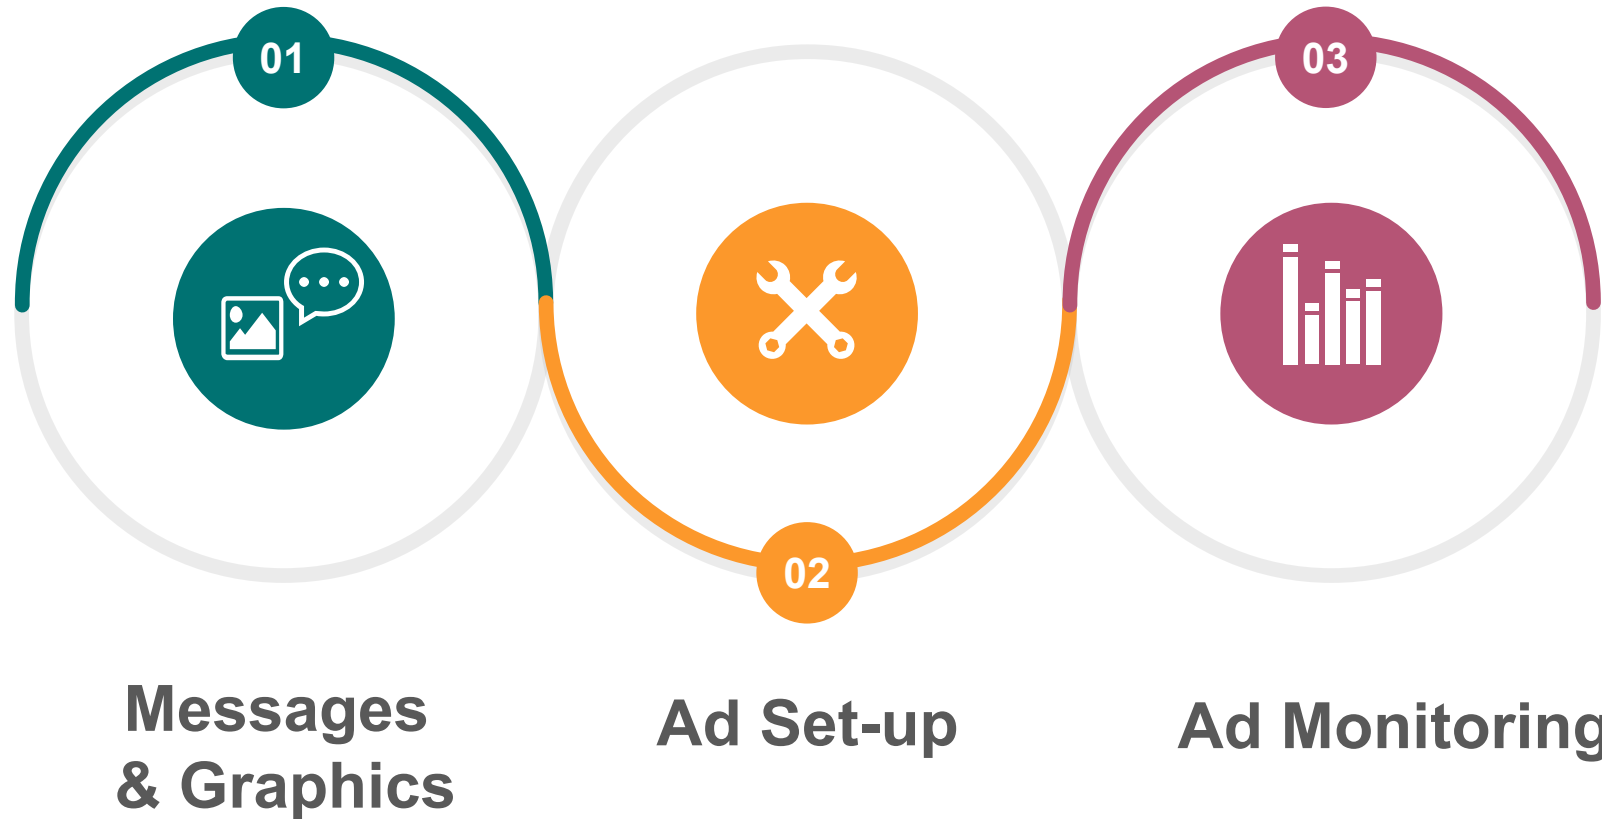 01
03
02
Messages
& Graphics
Ad Set-up
Ad Monitoring